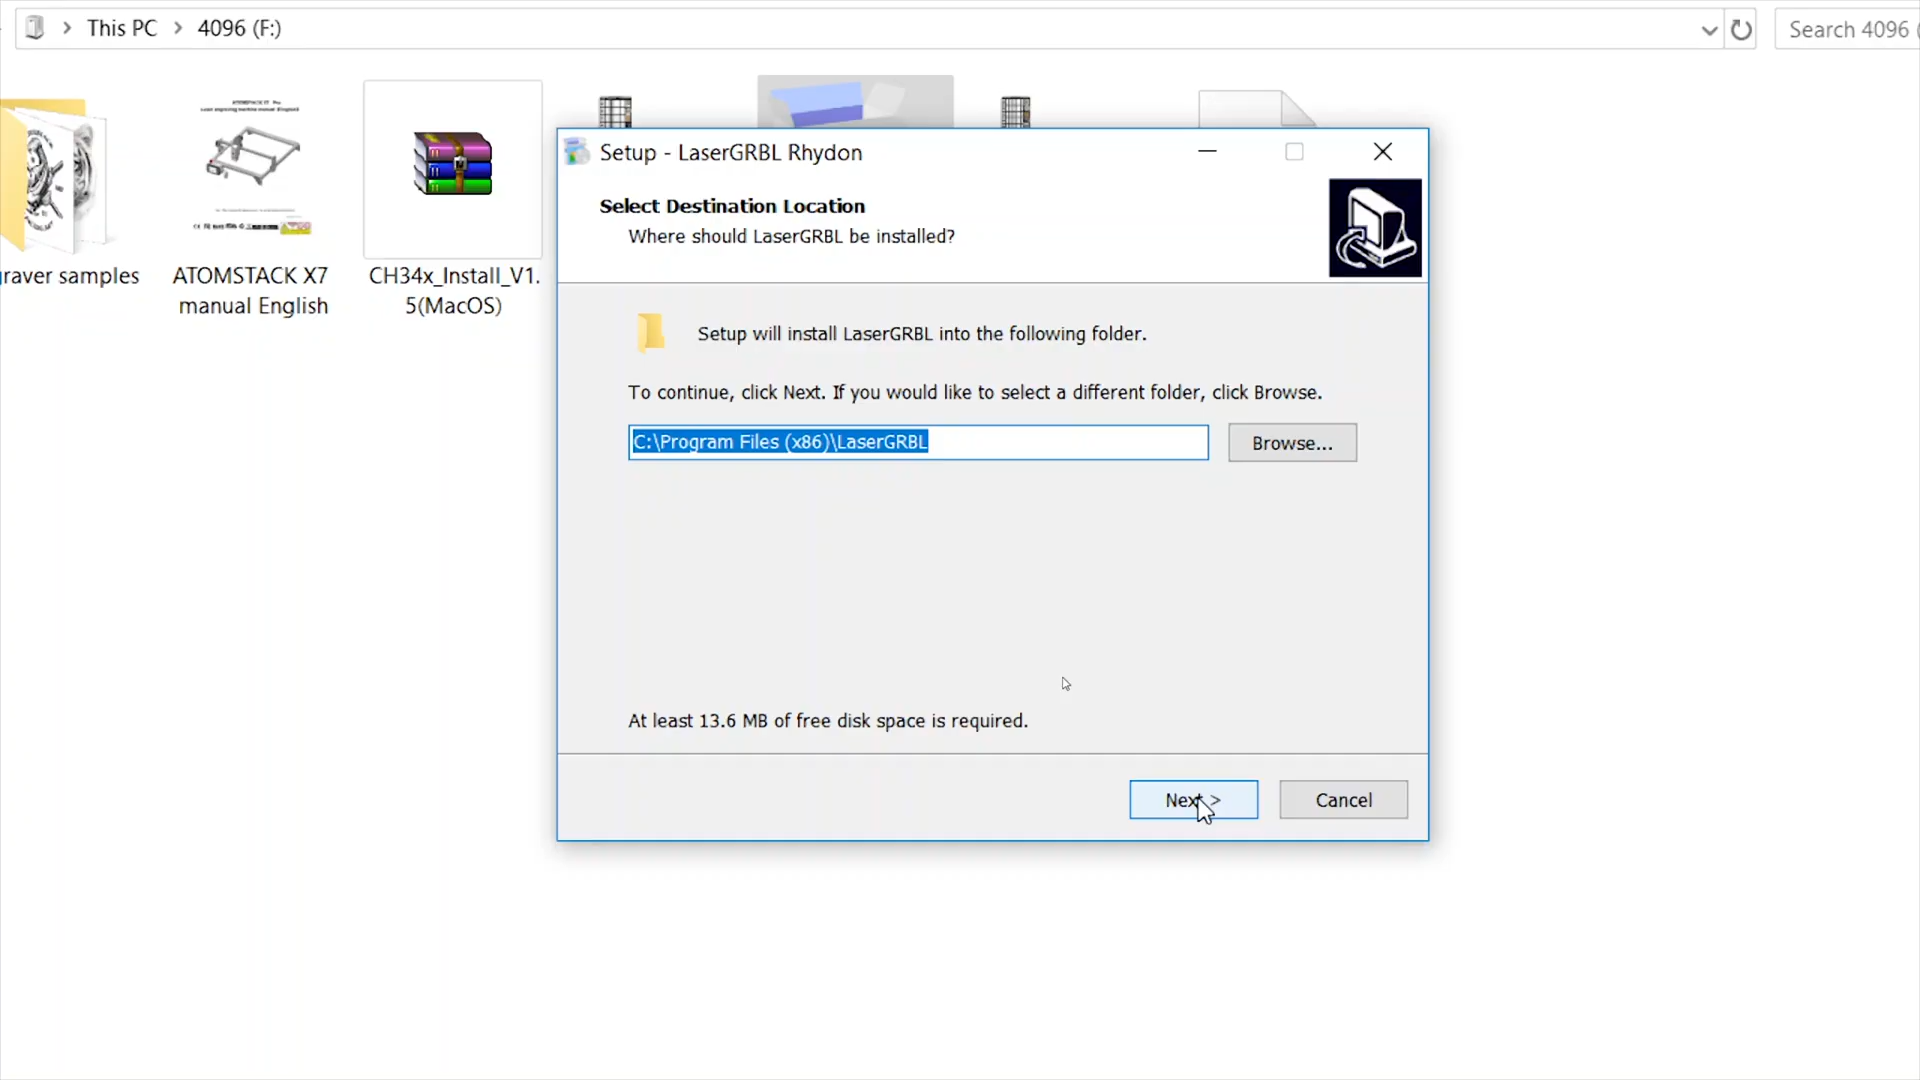 This PC
4096 (F:)
Search 4096 (
Setup - LaserGRBL Rhydon
Select Destination Location
Where should LaserGRBL be installed?
raver samples
ATOMSTACK X7
manual English
CH34x_Install_V1.
5(MacOS)
Setup will install LaserGRBL into the following folder.
To continue, click Next. If you would like to select a different folder, click Browse.
C:\Program Files (x86)\LaserGRBL
Browse...
At least 13.6 MB of free disk space is required.
Next >
Cancel